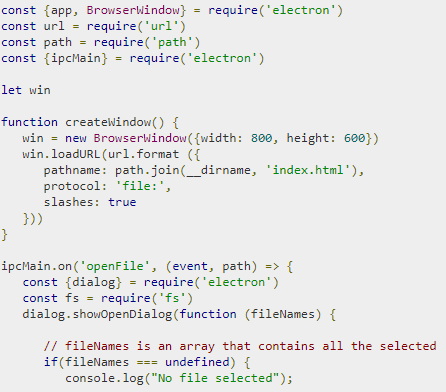 const {app, BrowserWindow} = require('electron')
const url = require('url')
const path = require('path')
const {ipcMain} = require('electron')
let win
function createWindow() {
win = new BrowserWindow({width: 800, height: 600})
win.loadURL(url.format ({
pathname: path.join(__dirname, 'index.html'),
protocol: 'file:',
slashes: true
}))
}
ipcMain.on('openFile', (event, path) => {
const {dialog} = require('electron')
const fs = require('fs')
dialog.showOpenDialog(function (fileNames) {
// fileNames is an array that contains all the selected
if(fileNames === undefined) {
console.log("No file selected");